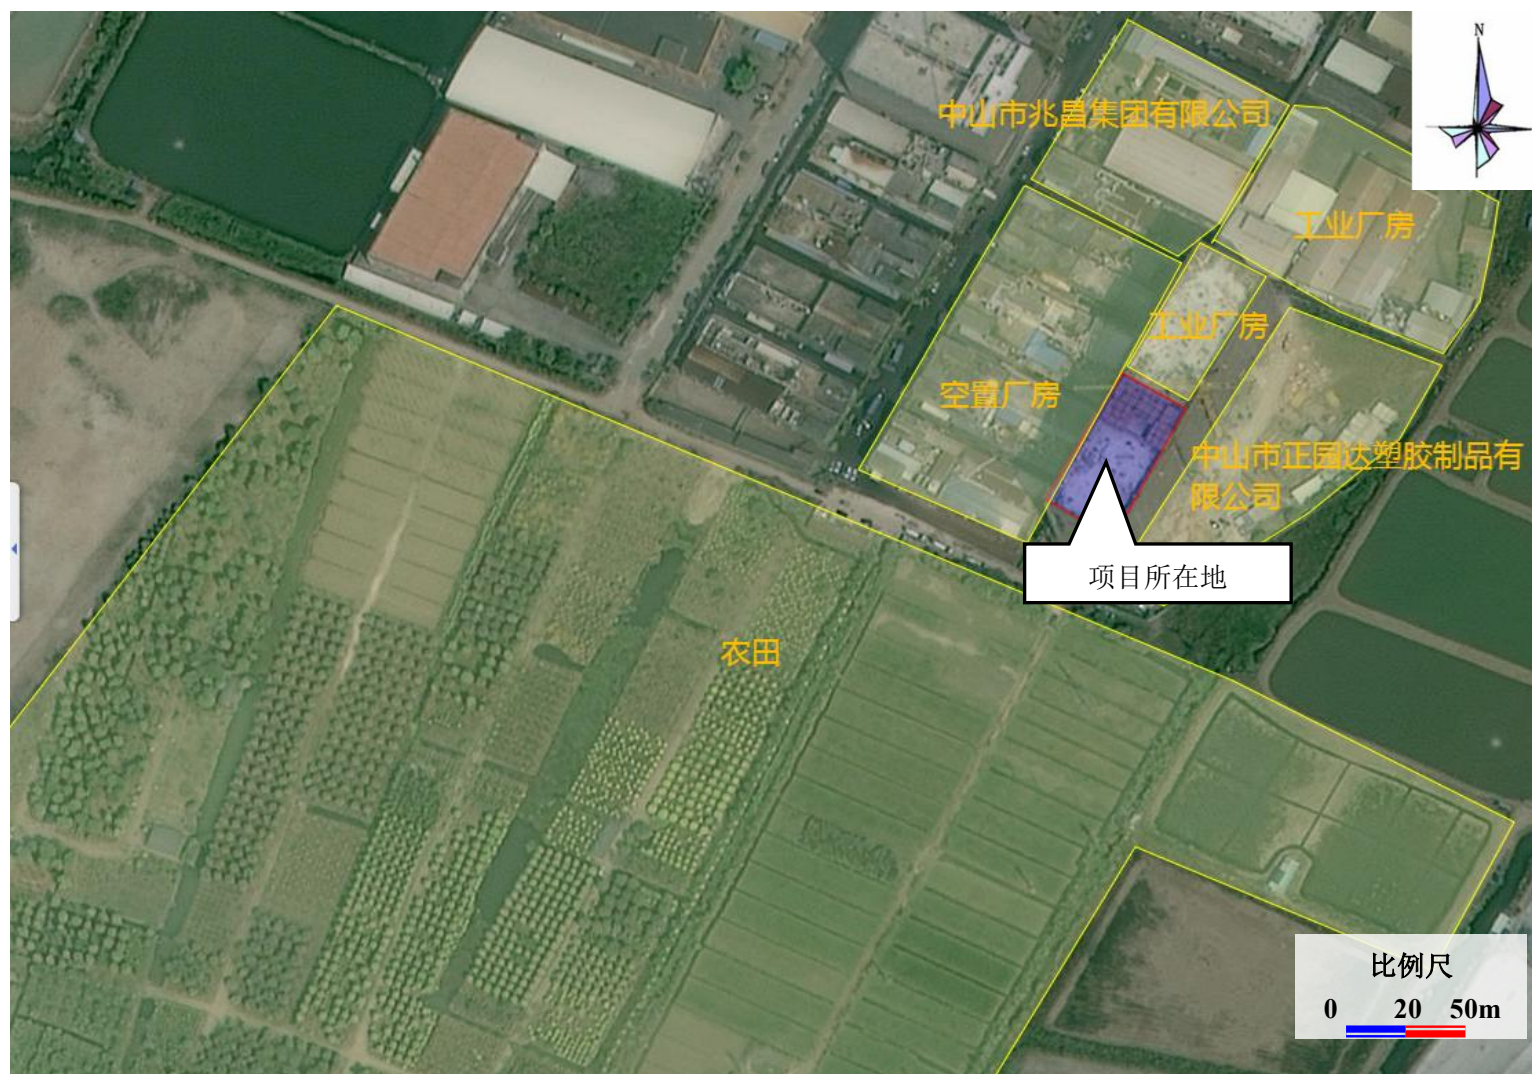 N
中山市兆昌集团有限公司
工业厂房
工业厂房
空置厂房
中山市正园达塑胶制品有
限公司
项目所在地
农田
比例尺
0 20 50m